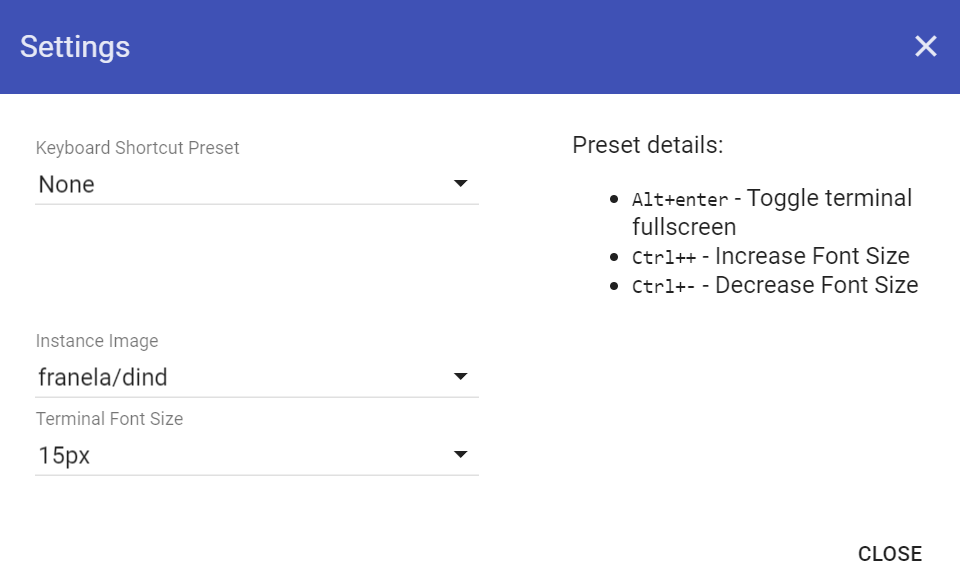 Settings
Keyboard Shortcut Preset
None
Preset details:
Alt+enter - Toggle terminal
fullscreen
Ctrl++ - Increase Font Size
Ctrl+- - Decrease Font Size
Instance Image
franela/dind
Terminal Font Size
15px
CLOSE